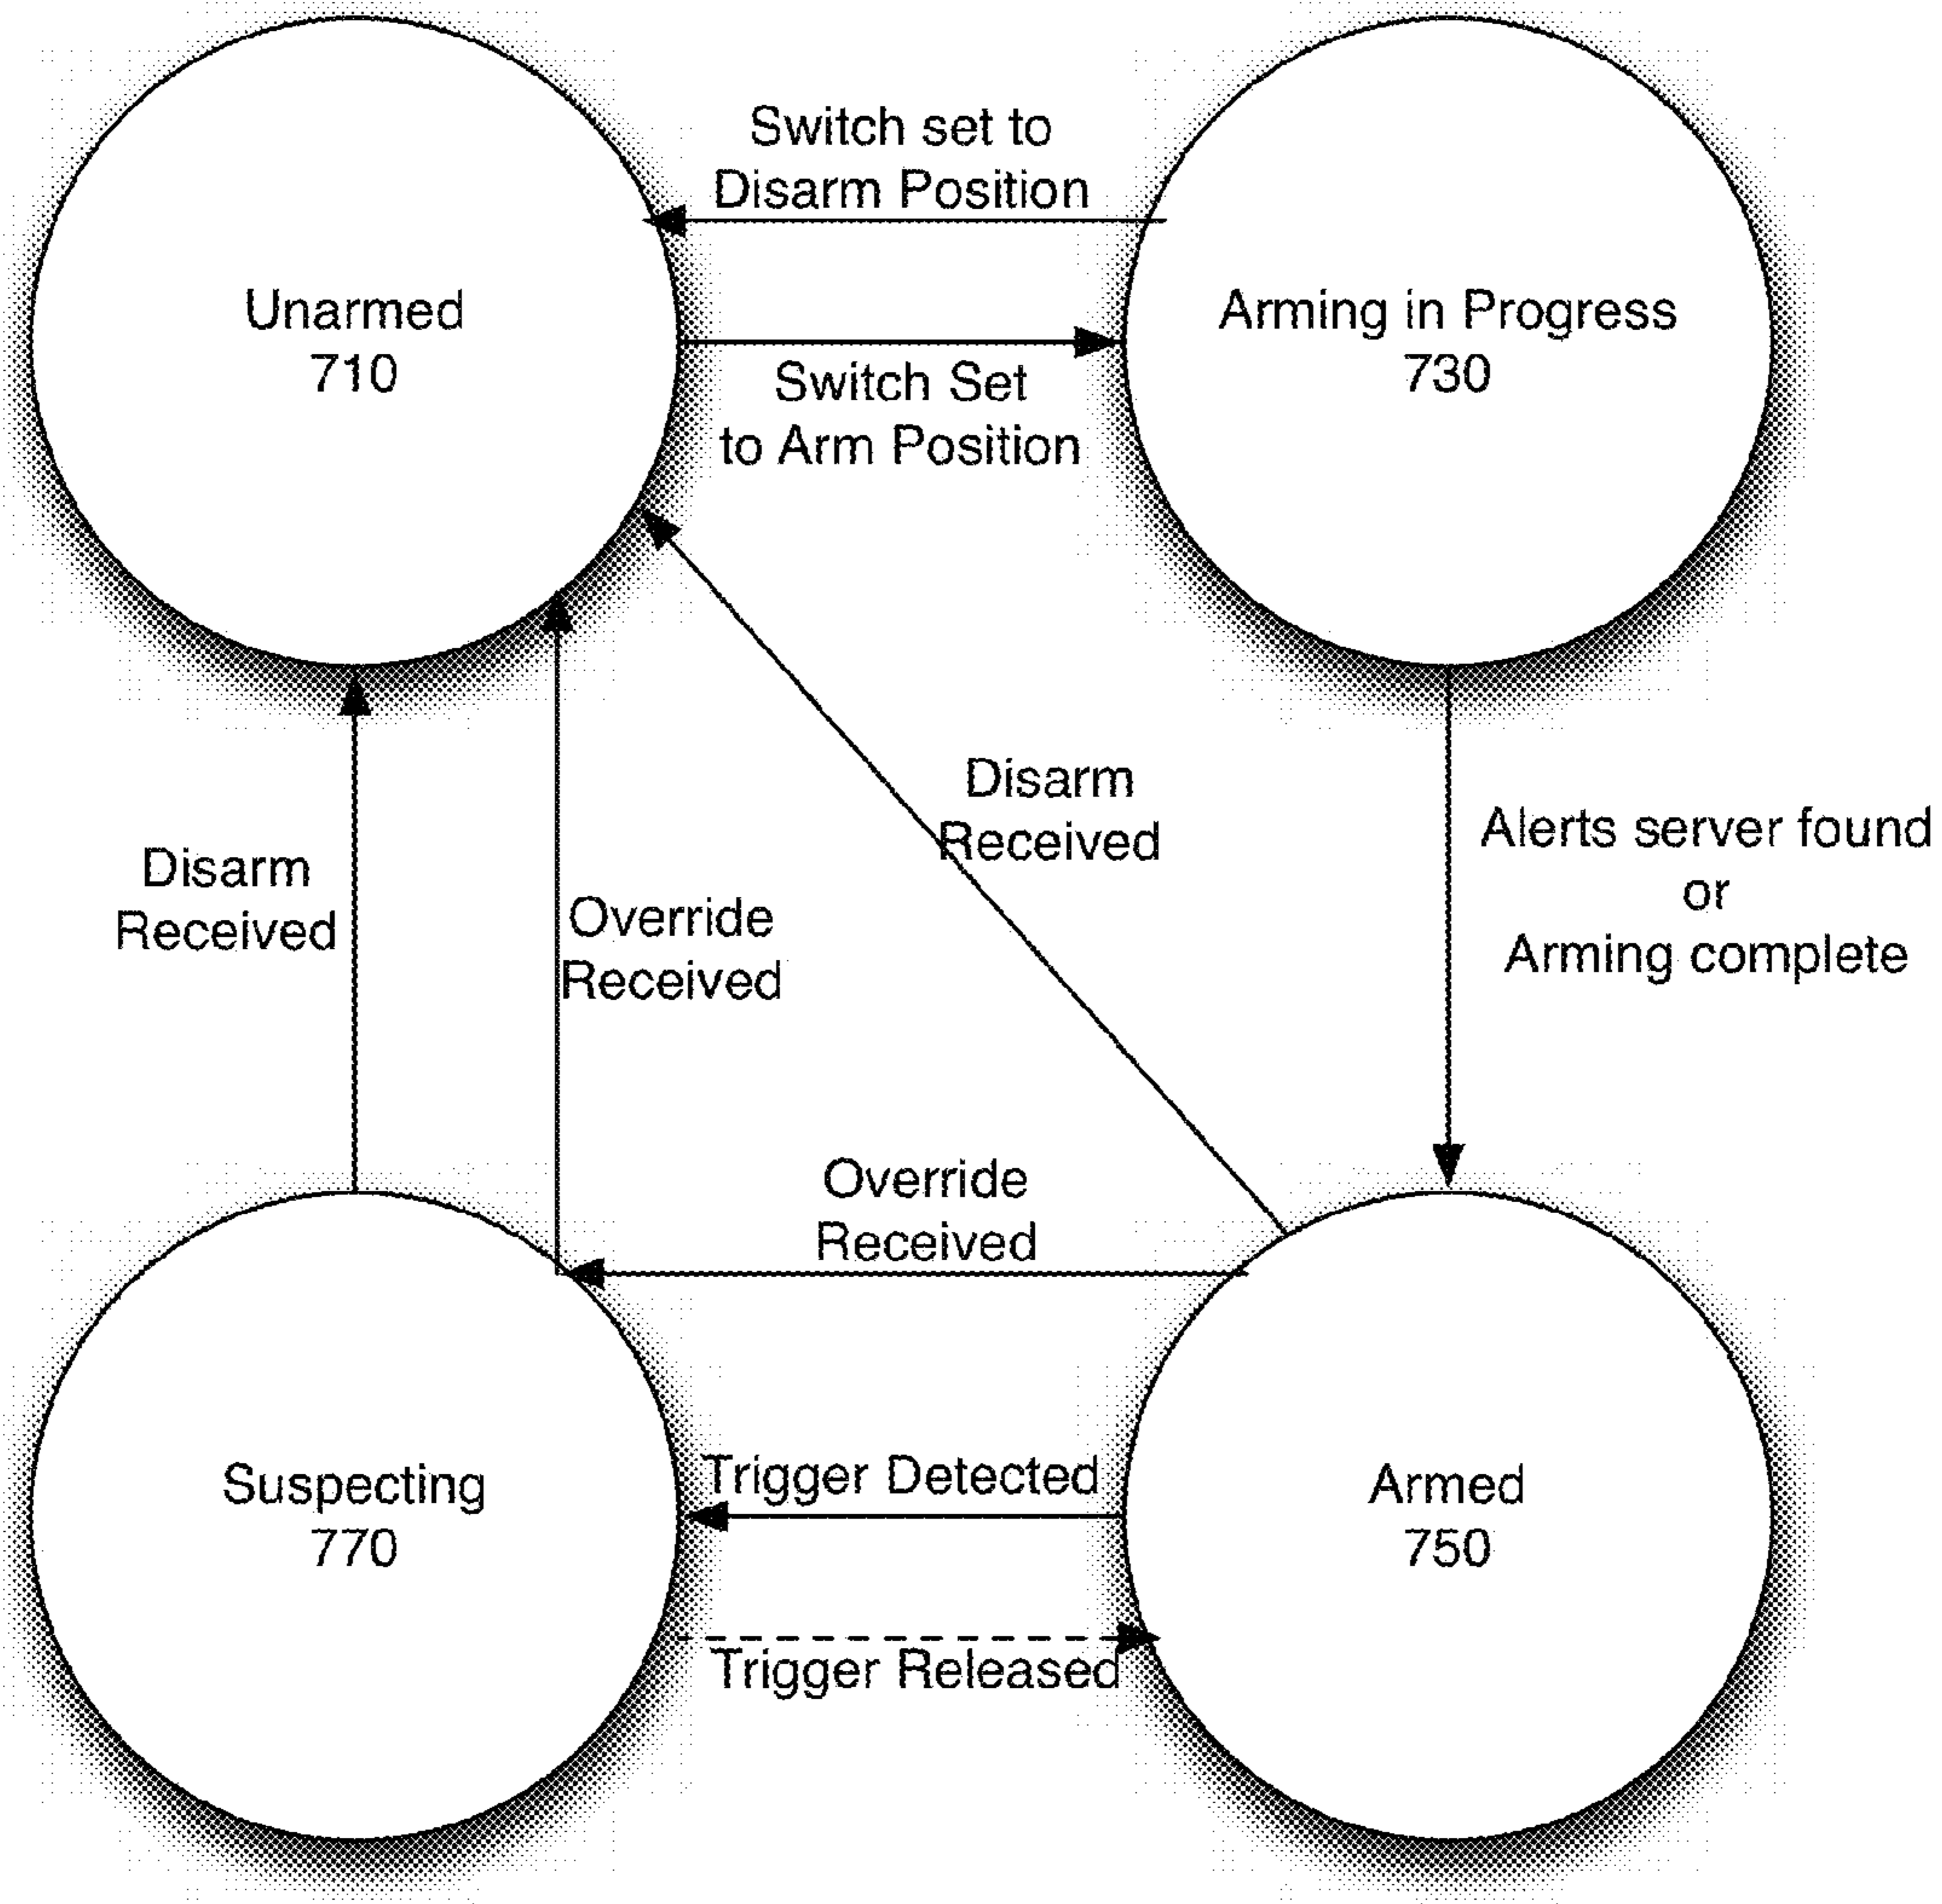 Switch set to
Disarm Position
Unarmed
710
Arming in Progress
730
Switch Set
to Arm Position
Disarm
Received
Alerts server found
or
Arming complete
Disarm
Received
Override
Received
Override
Received
Suspecting
770
Trigger Detected
Armed
750
Trigger Released